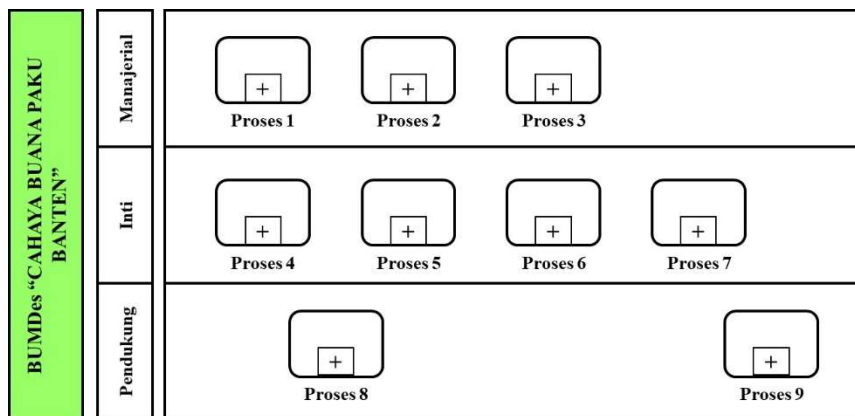 BUMDes “CAHAYA BUANA PAKU
BANTEN”
Manajerial
Proses 1
Proses 2
Proses 3
Inti
Proses 4
Proses 5
Proses 6
Proses 7
Pendukung
Proses 8
Proses 9